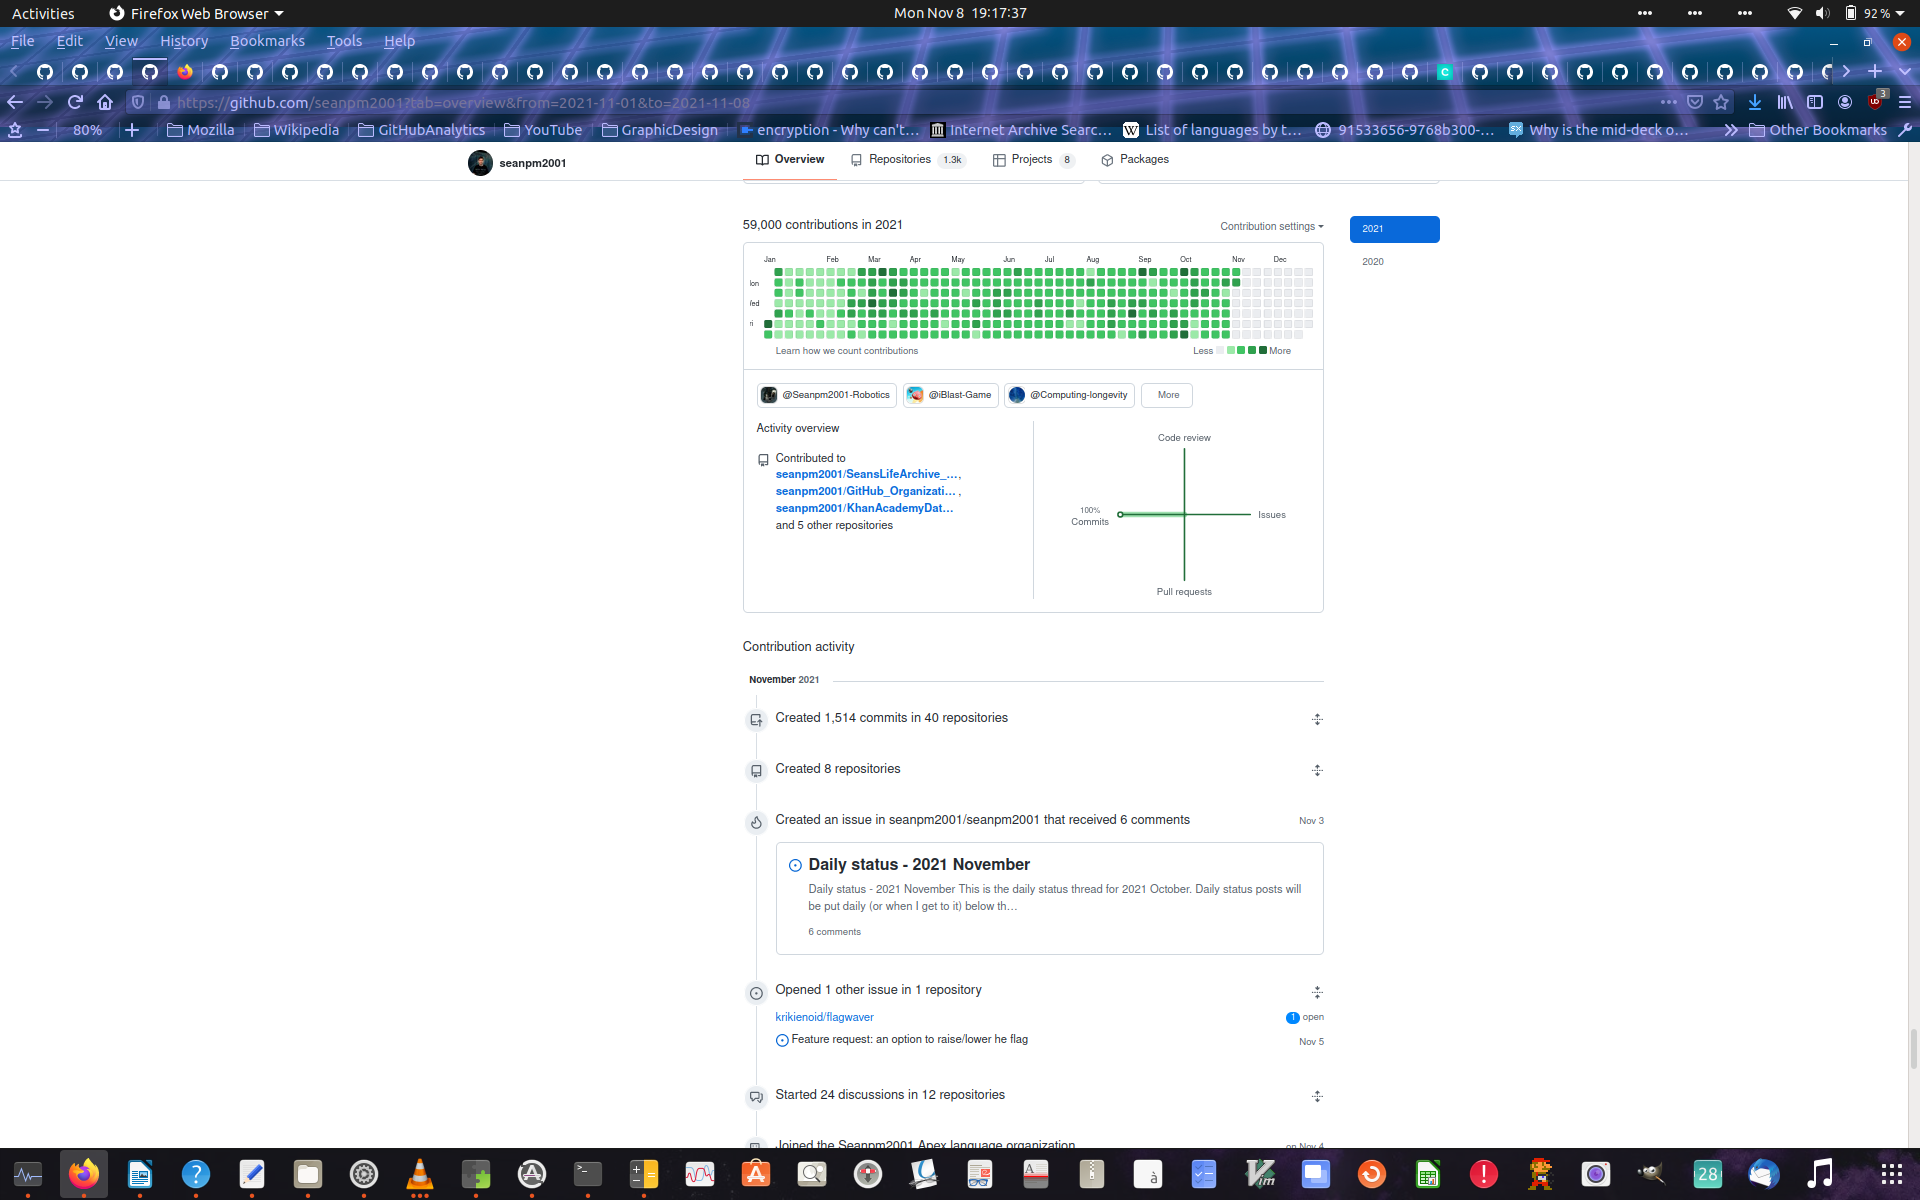 Activities
Firefox Web Browser
Mon Nov 8 19:17:37
92 %
File Edit View History Bookmarks Tools Help
https://github.com/seanpm2001?tab=overview&from=2021-11-01&to=2021-11-08
3
80%
Mozilla
Wikipedia
GitHubAnalytics
YouTube
GraphicDesign
encryption - Why can't…
Internet Archive Searc…
List of languages by t…
91533656-9768b300-…
Why is the mid-deck o…
Other Bookmarks
seanpm2001
Overview
Repositories 1.3k
Projects 8
Packages
59,000 contributions in 2021
Contribution settings
2021
2020
Jan Feb Mar Apr May Jun Jul Aug Sep Oct Nov Dec
Learn how we count contributions
Less More
@Seanpm2001-Robotics
@iBlast-Game
@Computing-longevity
More
Activity overview
Contributed to
seanpm2001/SeansLifeArchive_…,
seanpm2001/GitHub_Organizati…,
seanpm2001/KhanAcademyDat…
and 5 other repositories
Code review
100%
Commits
Issues
Pull requests
Contribution activity
November 2021
Created 1,514 commits in 40 repositories
Created 8 repositories
Created an issue in seanpm2001/seanpm2001 that received 6 comments
Nov 3
Daily status - 2021 November
Daily status - 2021 November This is the daily status thread for 2021 October. Daily status posts will
be put daily (or when I get to it) below th…
6 comments
Opened 1 other issue in 1 repository
krikienoid/flagwaver
1 open
Feature request: an option to raise/lower he flag
Nov 5
Started 24 discussions in 12 repositories
Joined the Seanpm2001 Apex language organization
on Nov 4
28